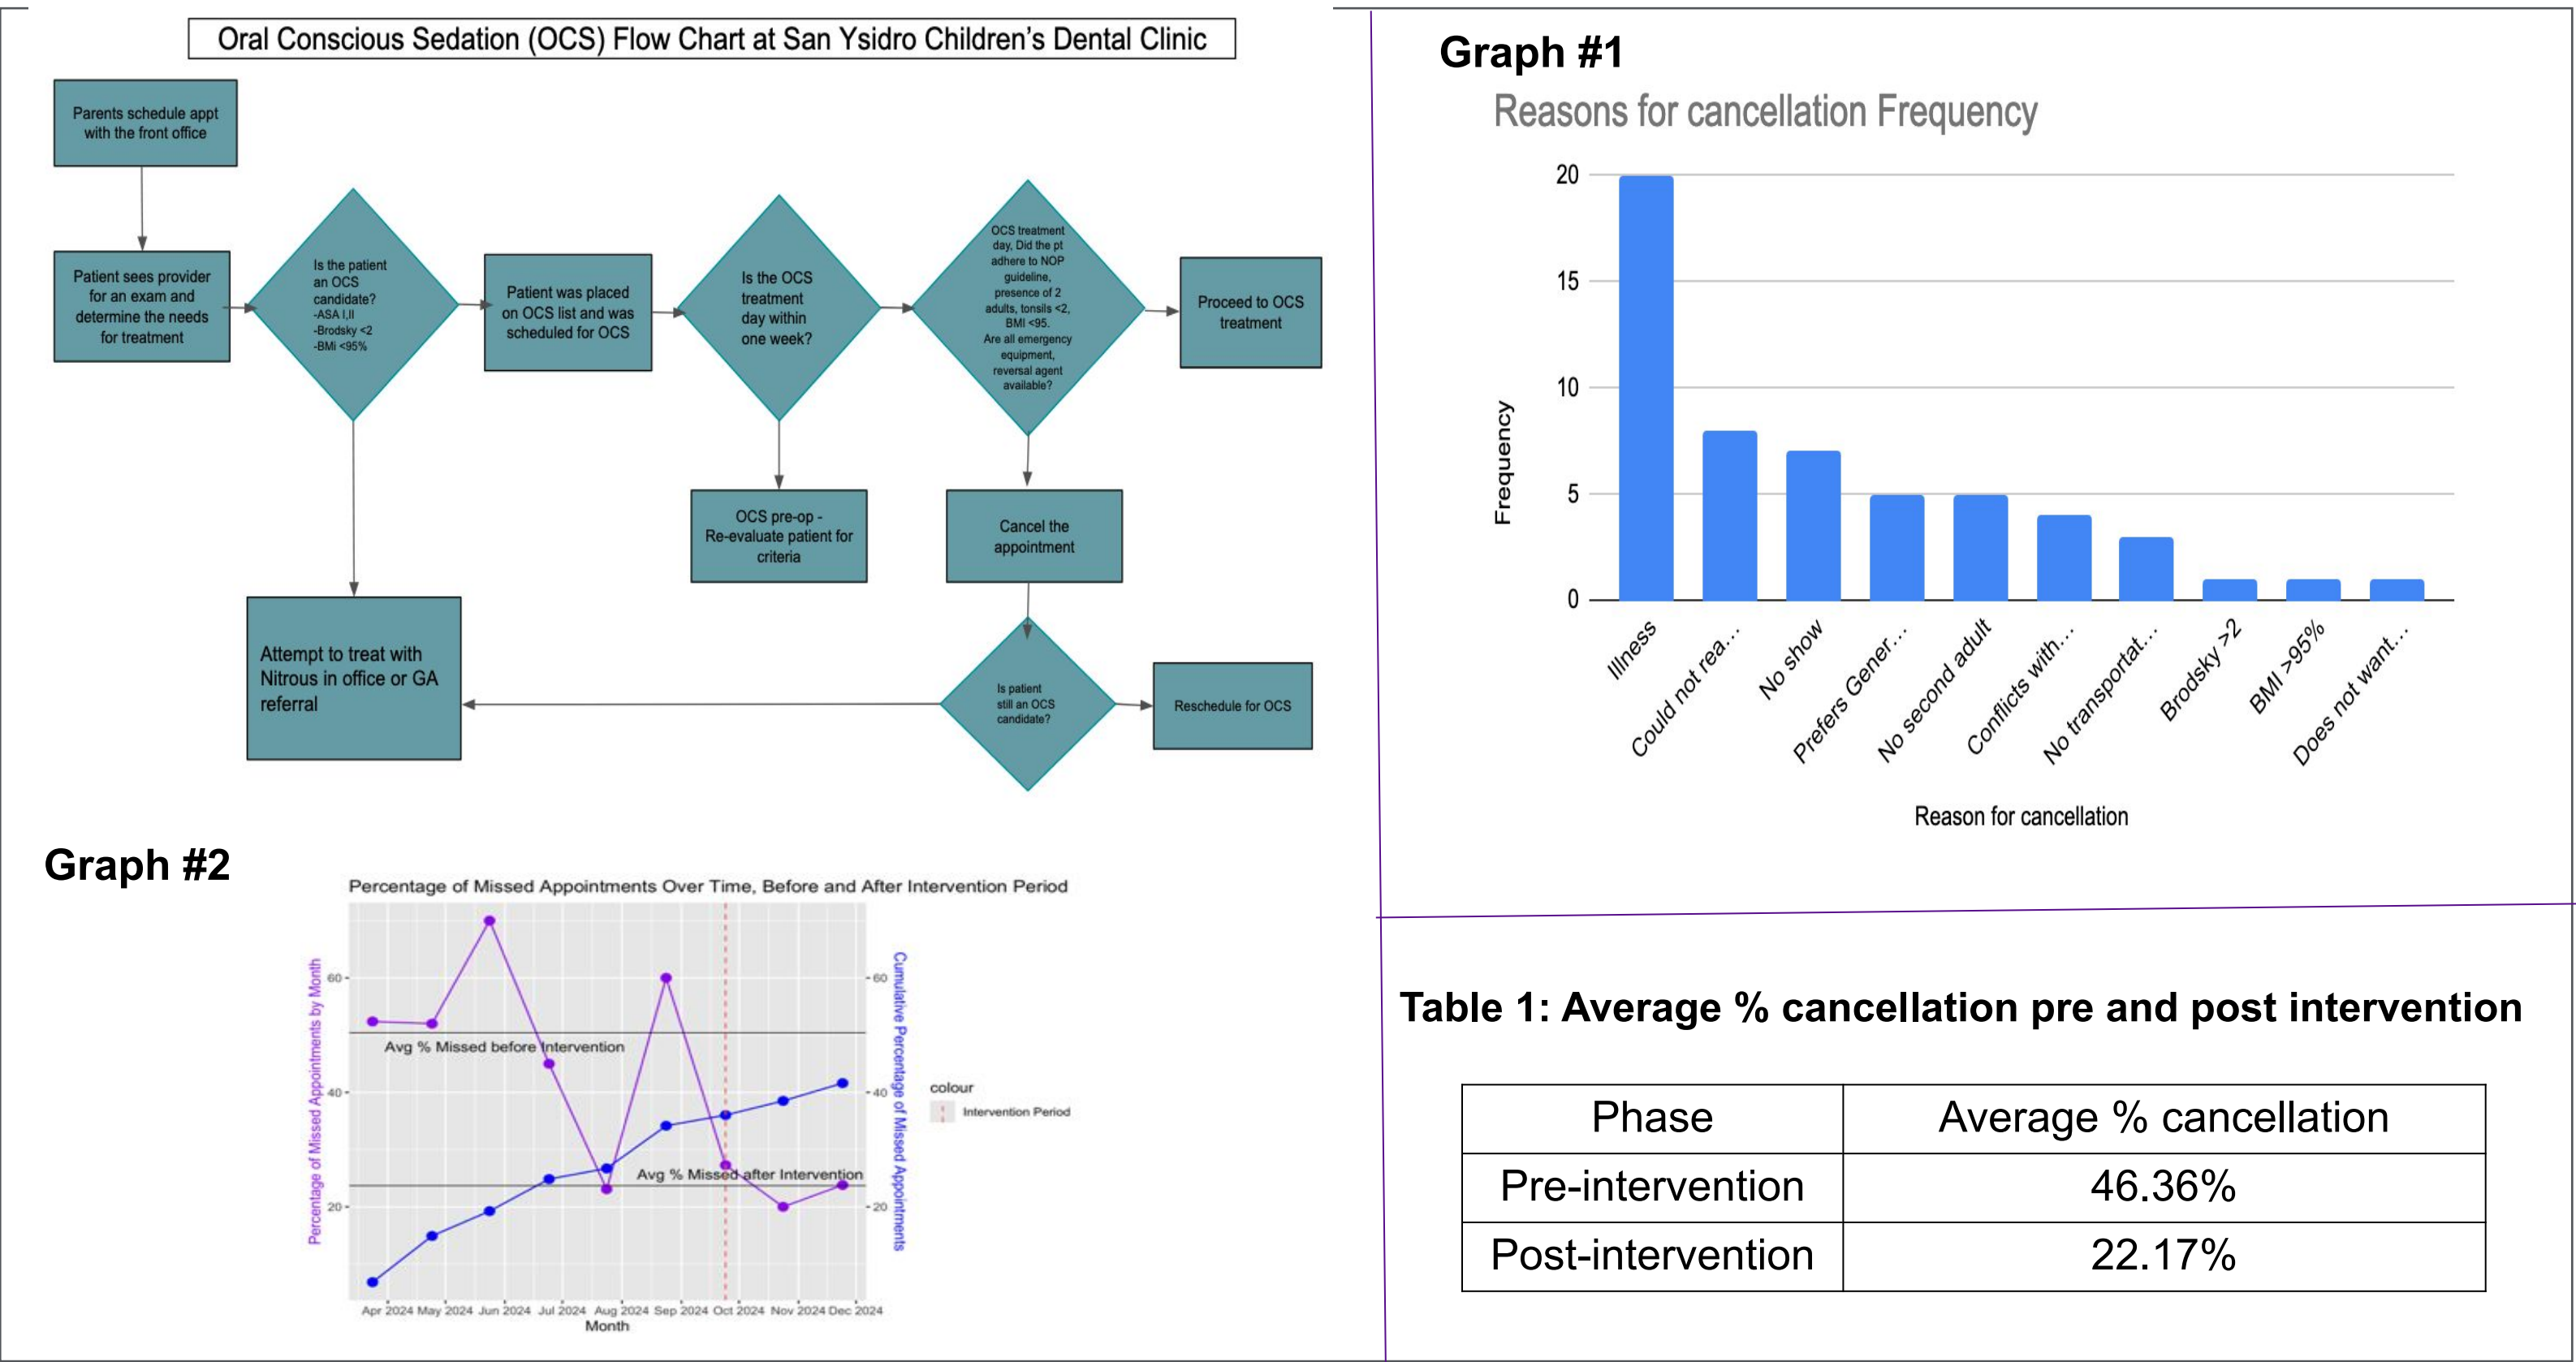 Oral Conscious Sedation (OCS) Flow Chart at San Ysidro Children's Dental Clinic
Parents schedule appt
with the front office
Patient sees provider
for an exam and
determine the needs
for treatment
Is the patient
an OCS
candidate?
-ASA I,II
-Brodsky <2
-BMi <95%
Patient was placed
on OCS list and was
scheduled for OCS
Is the OCS
treatment
day within
one week?
OCS treatment
day, Did the pt
adhere to NOP
guideline,
presence of 2
adults, tonsils <2,
BMI <95.
Are all emergency
equipment,
reversal agent
available?
Proceed to OCS
treatment
OCS pre-op -
Re-evaluate patient for
criteria
Cancel the
appointment
Attempt to treat with
Nitrous in office or GA
referral
Is patient
still an OCS
candidate?
Reschedule for OCS
Graph #1
Reasons for cancellation Frequency
Frequency
20
15
10
5
0
Illness
Could not rea...
No show
Prefers Gener...
No second adult
Conflicts with...
No transportat...
Brodsky >2
BMI >95%
Does not want...
Reason for cancellation
Graph #2
Percentage of Missed Appointments Over Time, Before and After Intervention Period
Percentage of Missed Appointments by Month
60
40
20
Avg % Missed before Intervention
Avg % Missed after Intervention
60
40
20
Cumulative Percentage of Missed Appointments
colour
Intervention Period
Apr 2024 May 2024 Jun 2024 Jul 2024 Aug 2024 Sep 2024 Oct 2024 Nov 2024 Dec 2024
Month
Table 1: Average % cancellation pre and post intervention
Phase Average % cancellation
Pre-intervention 46.36%
Post-intervention 22.17%